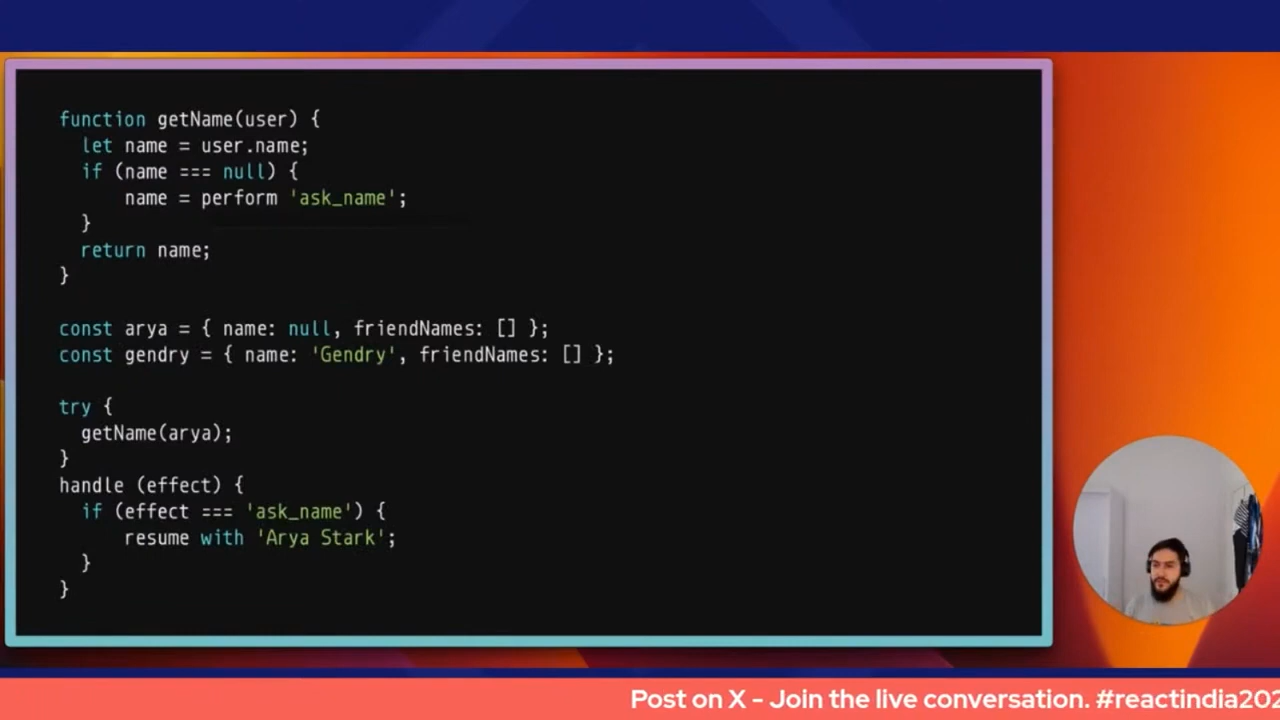 function getName(user) {
  let name = user.name;
  if (name === null) {
      name = perform 'ask_name';
  }
  return name;
}
const arya = { name: null, friendNames: [] };
const gendry = { name: 'Gendry', friendNames: [] };
try {
  getName(arya);
}
handle (effect) {
  if (effect === 'ask_name') {
      resume with 'Arya Stark';
  }
}
Post on X - Join the live conversation. #reactindia202